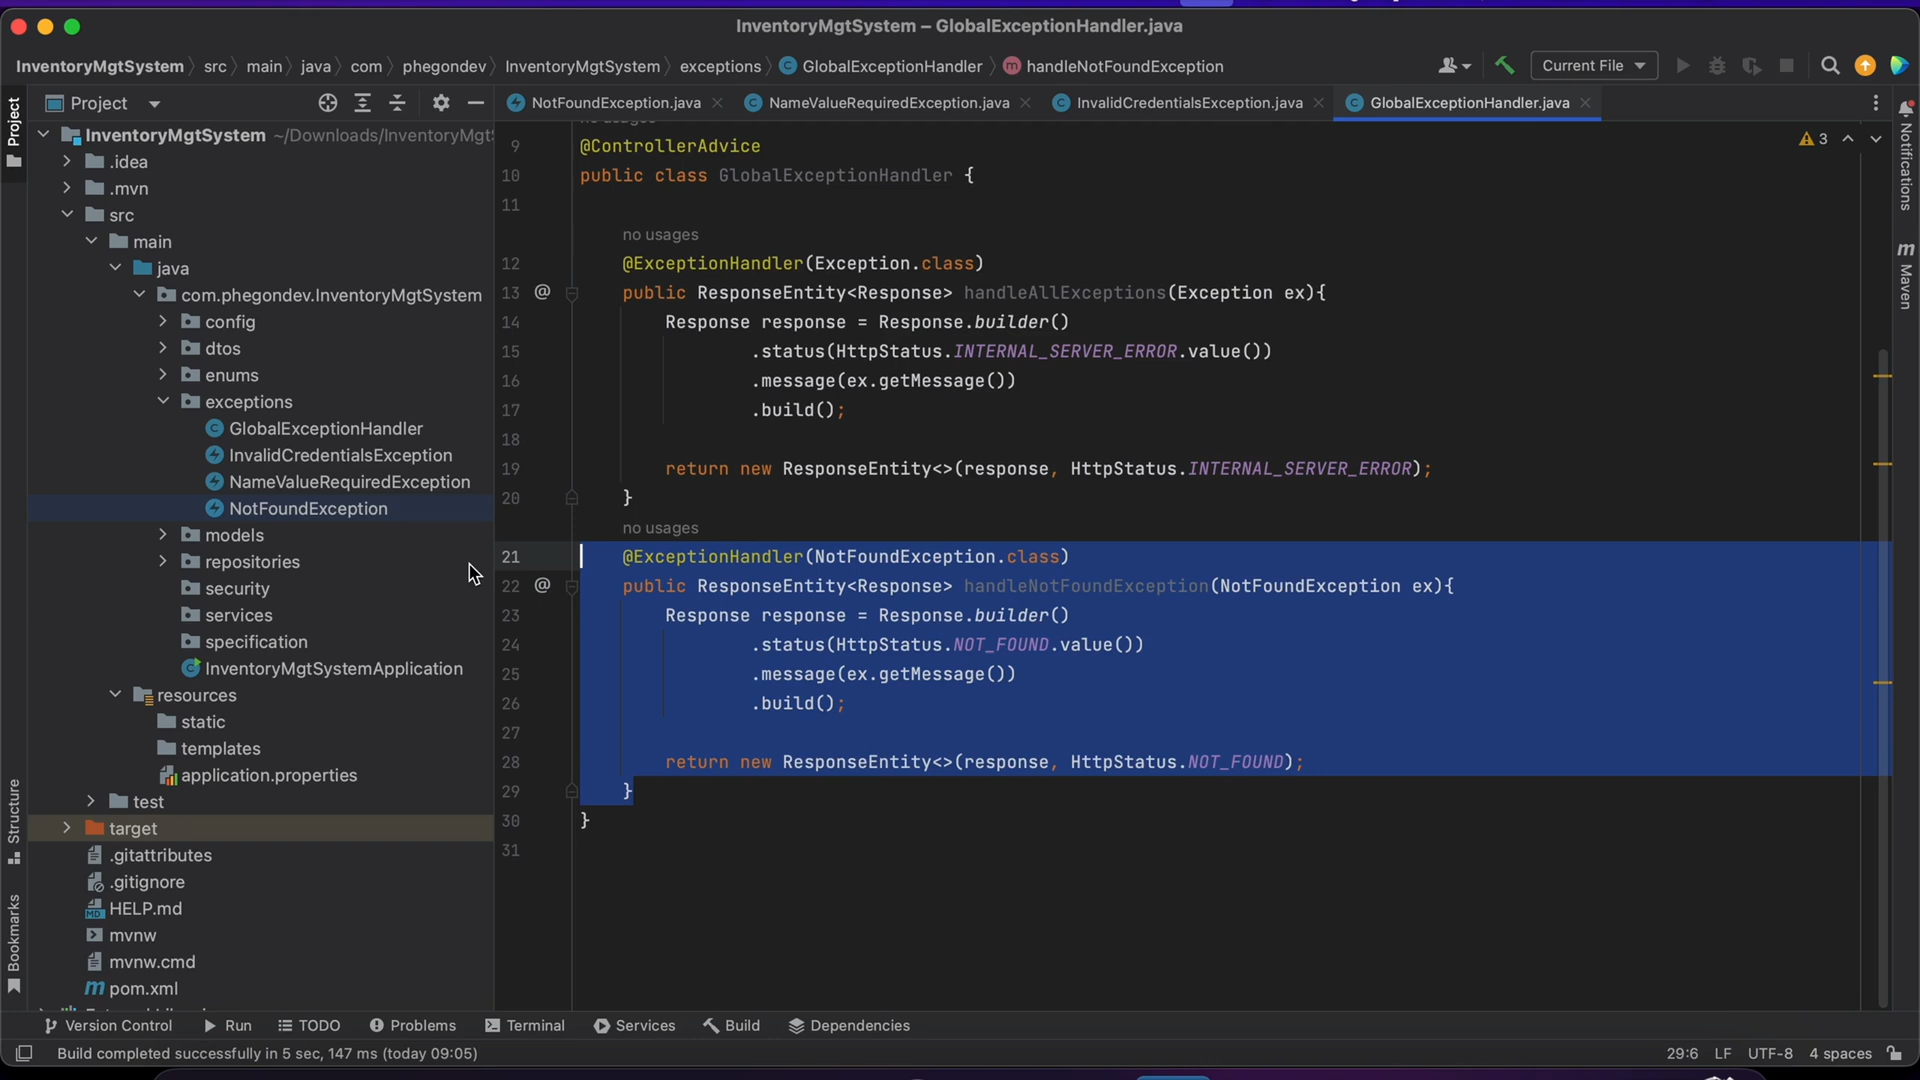 InventoryMgtSystem – GlobalExceptionHandler.java
InventoryMgtSystem src main java com phegondev InventoryMgtSystem exceptions GlobalExceptionHandler handleNotFoundException
Current File
Project
NotFoundException.java NameValueRequiredException.java InvalidCredentialsException.java GlobalExceptionHandler.java
Project
Structure
Bookmarks
InventoryMgtSystem ~/Downloads/InventoryMgtS
.idea
.mvn
src
main
java
com.phegondev.InventoryMgtSystem
config
dtos
enums
exceptions
GlobalExceptionHandler
InvalidCredentialsException
NameValueRequiredException
NotFoundException
models
repositories
security
services
specification
InventoryMgtSystemApplication
resources
static
templates
application.properties
test
target
.gitattributes
.gitignore
HELP.md
mvnw
mvnw.cmd
pom.xml
9 @ControllerAdvice
10 public class GlobalExceptionHandler {
11
no usages
12 @ExceptionHandler(Exception.class)
13 public ResponseEntity<Response> handleAllExceptions(Exception ex){
14 Response response = Response.builder()
15 .status(HttpStatus.INTERNAL_SERVER_ERROR.value())
16 .message(ex.getMessage())
17 .build();
18
19 return new ResponseEntity<>(response, HttpStatus.INTERNAL_SERVER_ERROR);
20 }
no usages
21 @ExceptionHandler(NotFoundException.class)
22 public ResponseEntity<Response> handleNotFoundException(NotFoundException ex){
23 Response response = Response.builder()
24 .status(HttpStatus.NOT_FOUND.value())
25 .message(ex.getMessage())
26 .build();
27
28 return new ResponseEntity<>(response, HttpStatus.NOT_FOUND);
29 }
30 }
31
3
Notifications
Maven
Version Control Run TODO Problems Terminal Services Build Dependencies
Build completed successfully in 5 sec, 147 ms (today 09:05)
29:6 LF UTF-8 4 spaces